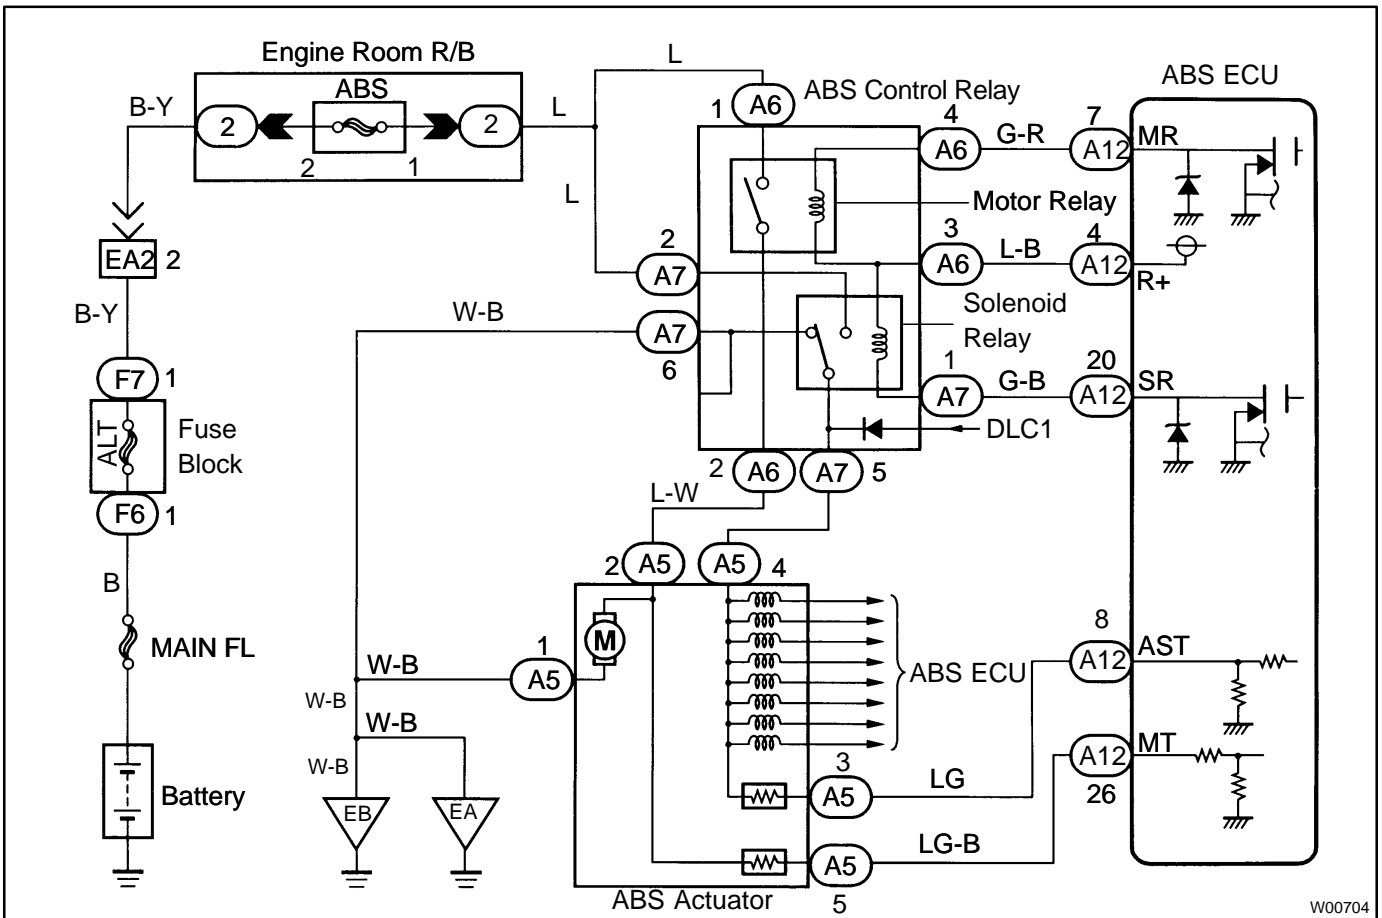 Engine Room R/B
ABS
B-Y
2
2
2
1
L
L
L
EA2
2
B-Y
F7
1
ALT
Fuse
Block
F6
1
B
MAIN FL
Battery
1
A6
ABS Control Relay
4
A6
G-R
7
A12
MR
Motor Relay
3
A6
L-B
4
A12
R+
2
A7
W-B
A7
6
Solenoid
Relay
1
A7
G-B
20
A12
SR
DLC1
2
A6
A7
5
L-W
2
A5
A5
4
M
ABS ECU
1
A5
W-B
W-B
W-B
W-B
EB
EA
3
A5
LG
8
A12
AST
A5
5
LG-B
A12
26
MT
ABS Actuator
ABS ECU
W00704